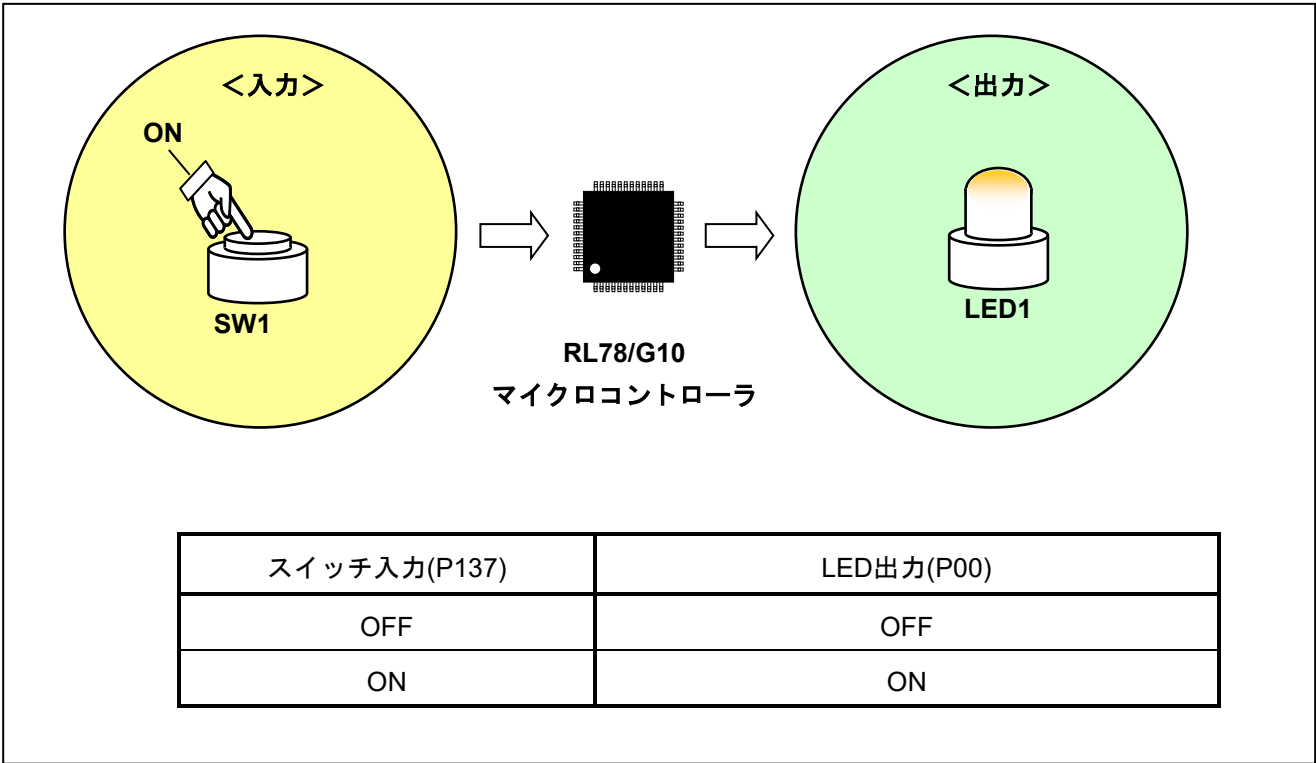 ＜入力＞
ON
SW1
RL78/G10
マイクロコントローラ
＜出力＞
LED1
スイッチ入力(P137) LED出力(P00)
OFF OFF
ON ON